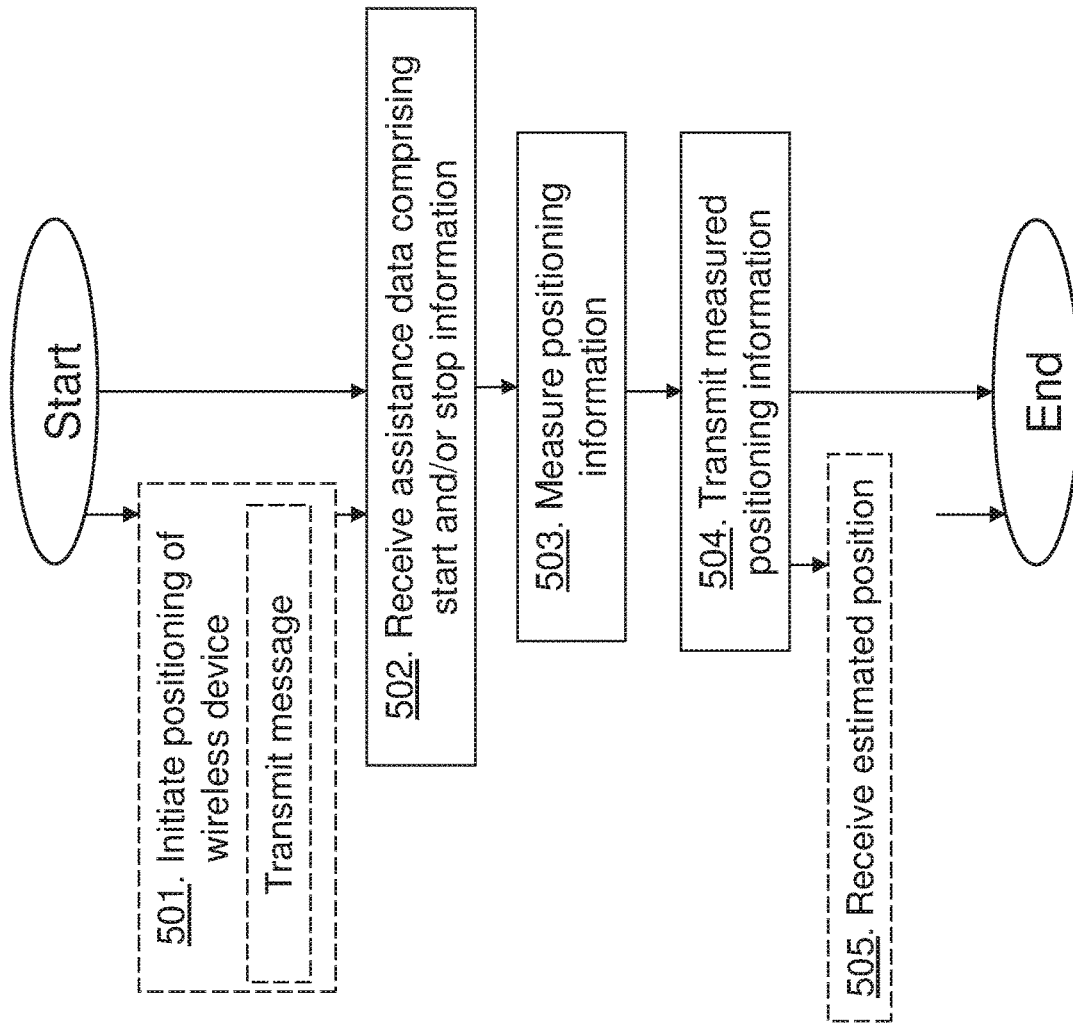 Start
501. Initiate positioning of
wireless device
Transmit message
502. Receive assistance data comprising
start and/or stop information
503. Measure positioning
information
504. Transmit measured
positioning information
505. Receive estimated position
End